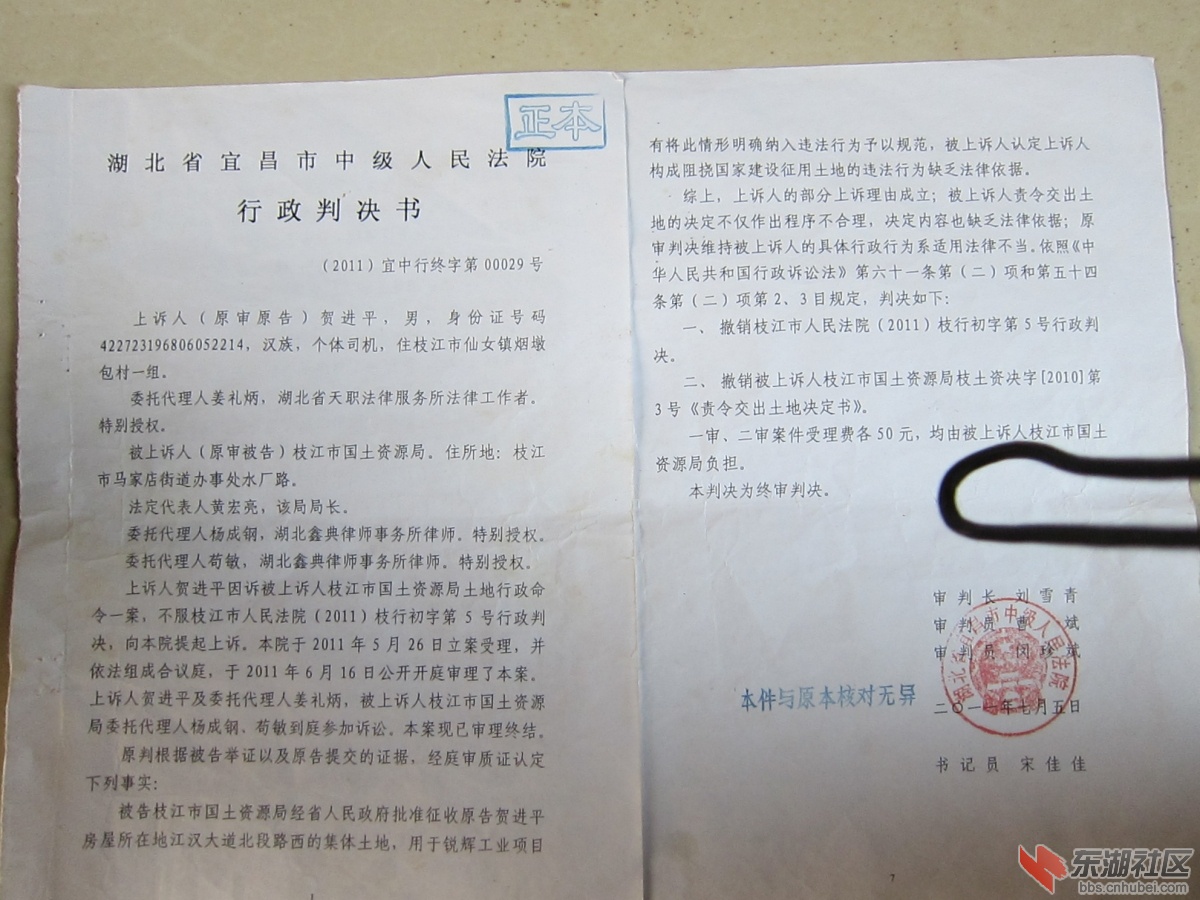 正本
湖北省宜昌市中级人民法院
行政判决书
（2011）宜中行终字第00029号
上诉人（原审原告）贺进平，男，身份证号码
422723196806052214，汉族，个体司机，住枝江市仙女镇烟墩
包村一组。
委托代理人姜礼炳，湖北省天职法律服务所法律工作者。
特别授权。
被上诉人（原审被告）枝江市国土资源局。住所地：枝江
市马家店街道办事处水厂路。
法定代表人黄宏亮，该局局长。
委托代理人杨成钢，湖北鑫典律师事务所律师。特别授权。
委托代理人苟敏，湖北鑫典律师事务所律师。特别授权。
上诉人贺进平因诉被上诉人枝江市国土资源局土地行政命
令一案，不服枝江市人民法院（2011）枝行初字第5号行政判
决，向本院提起上诉。本院于2011年5月26日立案受理，并
依法组成合议庭，于2011年6月16日公开开庭审理了本案。
上诉人贺进平及委托代理人姜礼炳，被上诉人枝江市国土资源
局委托代理人杨成钢、苟敏到庭参加诉讼。本案现已审理终结。
原判根据被告举证以及原告提交的证据，经庭审质证认定
下列事实：
被告枝江市国土资源局经省人民政府批准征收原告贺进平
房屋所在地江汉大道北段路西的集体土地，用于锐辉工业项目
1
有将此情形明确纳入违法行为予以规范，被上诉人认定上诉人
构成阻挠国家建设征用土地的违法行为缺乏法律依据。
综上，上诉人的部分上诉理由成立；被上诉人责令交出土
地的决定不仅作出程序不合理，决定内容也缺乏法律依据；原
审判决维持被上诉人的具体行政行为系适用法律不当。依照《中
华人民共和国行政诉讼法》第六十一条第（二）项和第五十四
条第（二）项第2、3目规定，判决如下：
一、撤销枝江市人民法院（2011）枝行初字第5号行政判
决。
二、撤销被上诉人枝江市国土资源局枝土资决字[2010]第
3号《责令交出土地决定书》。
一审、二审案件受理费各50元，均由被上诉人枝江市国土
资源局负担。
本判决为终审判决。
审判长 刘雪青
审判员 曹斌
审判员 闵珍斌
湖北省宜昌市中级人民法院
本件与原本核对无异
二〇一一年七月五日
书记员 宋佳佳
7
东湖社区
bbs.cnhubei.com